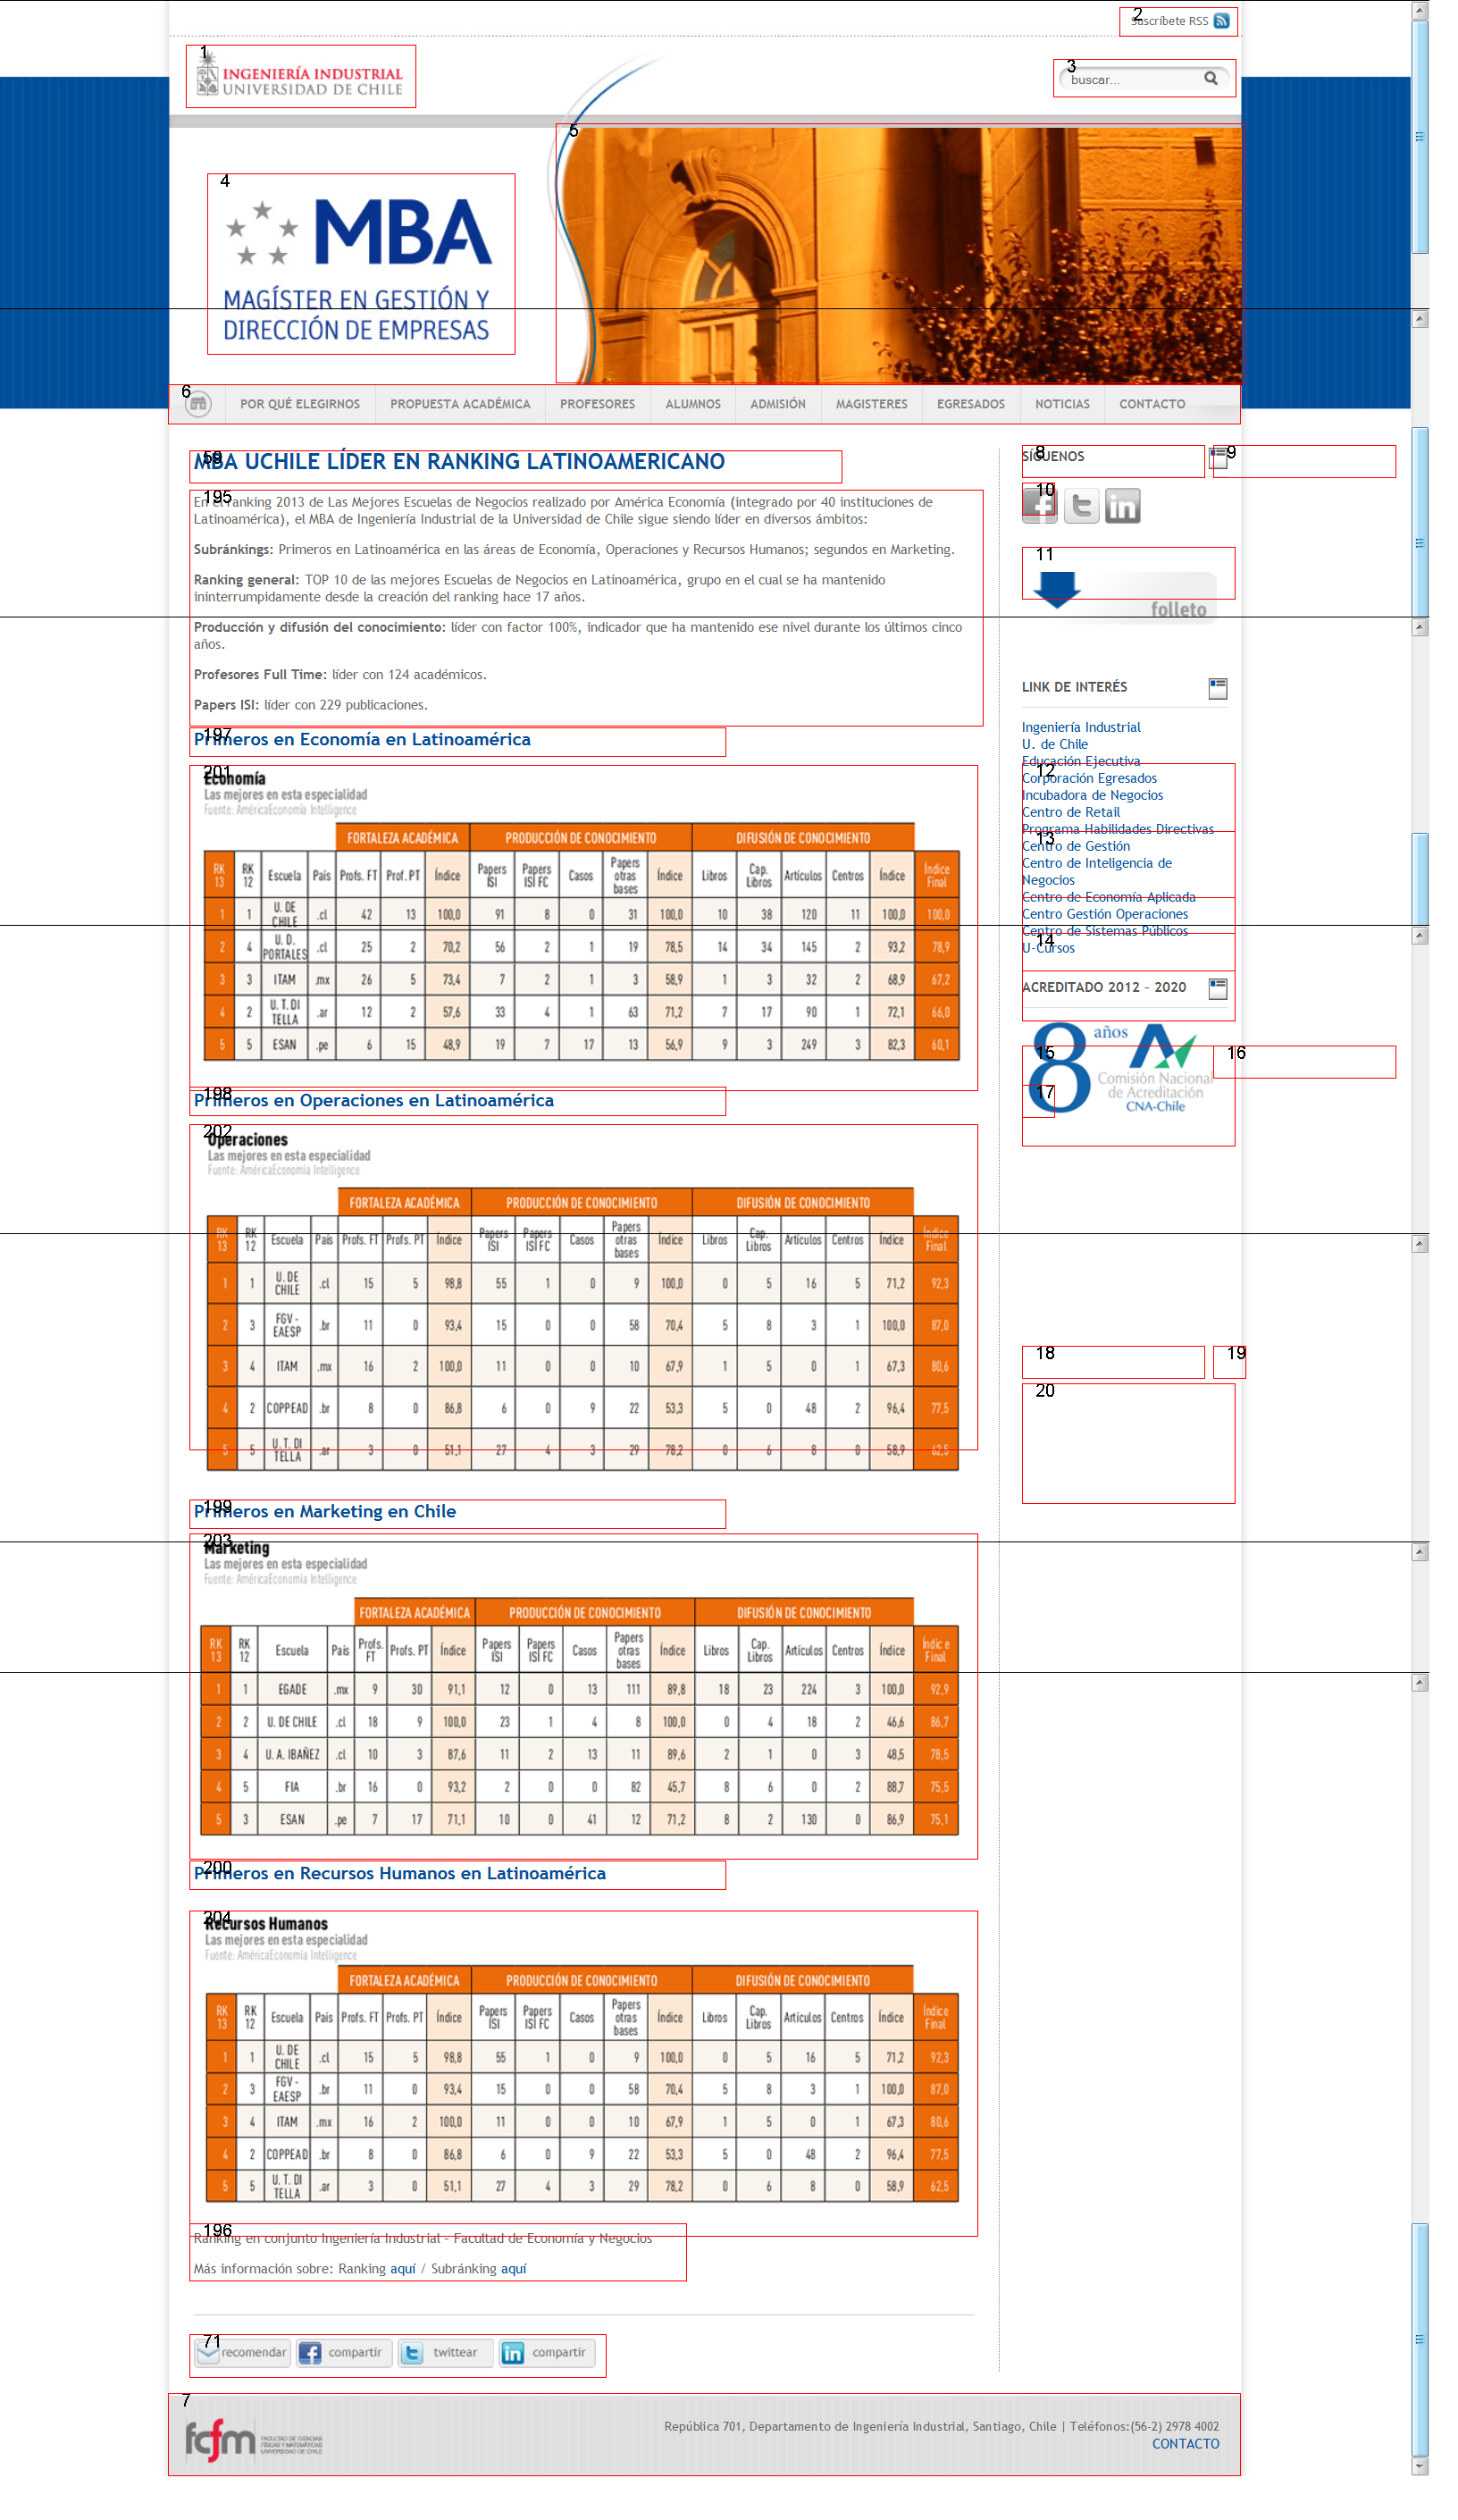 2
Suscríbete RSS
1
INGENIERÍA INDUSTRIAL
UNIVERSIDAD DE CHILE
3
buscar...
5
4
MBA
MAGÍSTER EN GESTIÓN Y
DIRECCIÓN DE EMPRESAS
6
POR QUÉ ELEGIRNOS PROPUESTA ACADÉMICA PROFESORES ALUMNOS ADMISIÓN MAGISTERES EGRESADOS NOTICIAS CONTACTO
59
MBA UCHILE LÍDER EN RANKING LATINOAMERICANO
195
En el ranking 2013 de Las Mejores Escuelas de Negocios realizado por América Economía (integrado por 40 instituciones de
Latinoamérica), el MBA de Ingeniería Industrial de la Universidad de Chile sigue siendo líder en diversos ámbitos:
Subránkings: Primeros en Latinoamérica en las áreas de Economía, Operaciones y Recursos Humanos; segundos en Marketing.
Ranking general: TOP 10 de las mejores Escuelas de Negocios en Latinoamérica, grupo en el cual se ha mantenido
ininterrumpidamente desde la creación del ranking hace 17 años.
Producción y difusión del conocimiento: líder con factor 100%, indicador que ha mantenido ese nivel durante los últimos cinco
años.
Profesores Full Time: líder con 124 académicos.
Papers ISI: líder con 229 publicaciones.
197
Primeros en Economía en Latinoamérica
201
Economía
Las mejores en esta especialidad
Fuente: AméricaEconomía Intelligence
FORTALEZA ACADÉMICA PRODUCCIÓN DE CONOCIMIENTO DIFUSIÓN DE CONOCIMIENTO
RK 13 RK 12 Escuela País Profs. FT Prof. PT Índice Papers ISI Papers ISI FC Casos Papers otras bases Índice Libros Cap. Libros Artículos Centros Índice Índice Final
1 1 U. DE CHILE .cl 42 13 100,0 91 8 0 31 100,0 10 38 120 11 100,0 100,0
2 4 U. D. PORTALES .cl 25 2 70,2 56 2 1 19 78,5 14 34 145 2 93,2 78,9
3 3 ITAM .mx 26 5 73,4 7 2 1 3 58,9 1 3 32 2 68,9 67,2
4 2 U. T. DI TELLA .ar 12 2 57,6 33 4 1 63 71,2 7 17 90 1 72,1 66,0
5 5 ESAN .pe 6 15 48,9 19 7 17 13 56,9 9 3 249 3 82,3 60,1
198
Primeros en Operaciones en Latinoamérica
202
Operaciones
Las mejores en esta especialidad
Fuente: AméricaEconomía Intelligence
FORTALEZA ACADÉMICA PRODUCCIÓN DE CONOCIMIENTO DIFUSIÓN DE CONOCIMIENTO
RK 13 RK 12 Escuela País Profs. FT Profs. PT Índice Papers ISI Papers ISI FC Casos Papers otras bases Índice Libros Cap. Libros Artículos Centros Índice Índice Final
1 1 U. DE CHILE .cl 15 5 98,8 55 1 0 9 100,0 0 5 16 5 71,2 92,3
2 3 FGV - EAESP .br 11 0 93,4 15 0 0 58 70,4 5 8 3 1 100,0 87,0
3 4 ITAM .mx 16 2 100,0 11 0 0 10 67,9 1 5 0 1 67,3 80,6
4 2 COPPEAD .br 8 0 86,8 6 0 9 22 53,3 5 0 48 2 96,4 77,5
5 5 U. T. DI TELLA .ar 3 0 51,1 27 4 3 29 78,2 0 6 8 0 58,9 62,5
199
Primeros en Marketing en Chile
203
Marketing
Las mejores en esta especialidad
Fuente: AméricaEconomía Intelligence
FORTALEZA ACADÉMICA PRODUCCIÓN DE CONOCIMIENTO DIFUSIÓN DE CONOCIMIENTO
RK 13 RK 12 Escuela País Profs. FT Profs. PT Índice Papers ISI Papers ISI FC Casos Papers otras bases Índice Libros Cap. Libros Artículos Centros Índice Índice Final
1 1 EGADE .mx 9 30 91,1 12 0 13 111 89,8 18 23 224 3 100,0 92,9
2 2 U. DE CHILE .cl 18 9 100,0 23 1 4 8 100,0 0 4 18 2 46,6 86,7
3 4 U. A. IBAÑEZ .cl 10 3 87,6 11 2 13 11 89,6 2 1 0 3 48,5 78,5
4 5 FIA .br 16 0 93,2 2 0 0 82 45,7 8 6 0 2 88,7 75,5
5 3 ESAN .pe 7 17 71,1 10 0 41 12 71,2 8 2 130 0 86,9 75,1
200
Primeros en Recursos Humanos en Latinoamérica
204
Recursos Humanos
Las mejores en esta especialidad
Fuente: AméricaEconomía Intelligence
FORTALEZA ACADÉMICA PRODUCCIÓN DE CONOCIMIENTO DIFUSIÓN DE CONOCIMIENTO
RK 13 RK 12 Escuela País Profs. FT Profs. PT Índice Papers ISI Papers ISI FC Casos Papers otras bases Índice Libros Cap. Libros Artículos Centros Índice Índice Final
1 1 U. DE CHILE .cl 15 5 98,8 55 1 0 9 100,0 0 5 16 5 71,2 92,3
2 3 FGV - EAESP .br 11 0 93,4 15 0 0 58 70,4 5 8 3 1 100,0 87,0
3 4 ITAM .mx 16 2 100,0 11 0 0 10 67,9 1 5 0 1 67,3 80,6
4 2 COPPEAD .br 8 0 86,8 6 0 9 22 53,3 5 0 48 2 96,4 77,5
5 5 U. T. DI TELLA .ar 3 0 51,1 27 4 3 29 78,2 0 6 8 0 58,9 62,5
196
Ranking en conjunto Ingeniería Industrial – Facultad de Economía y Negocios
Más información sobre: Ranking aquí / Subránking aquí
71
recomendar compartir twittear compartir
8
SÍGUENOS
9
10
11
folleto
LINK DE INTERÉS
Ingeniería Industrial
U. de Chile
Educación Ejecutiva
12
Corporación Egresados
Incubadora de Negocios
Centro de Retail
Programa Habilidades Directivas
13
Centro de Gestión
Centro de Inteligencia de
Negocios
Centro de Economía Aplicada
Centro Gestión Operaciones
Centro de Sistemas Públicos
14
U-Cursos
ACREDITADO 2012 – 2020
8 años
15
16
Comisión Nacional
de Acreditación
CNA-Chile
17
18
19
20
7
fcfm
FACULTAD DE CIENCIAS
FÍSICAS Y MATEMÁTICAS
UNIVERSIDAD DE CHILE
República 701, Departamento de Ingeniería Industrial, Santiago, Chile | Teléfonos:(56-2) 2978 4002
CONTACTO